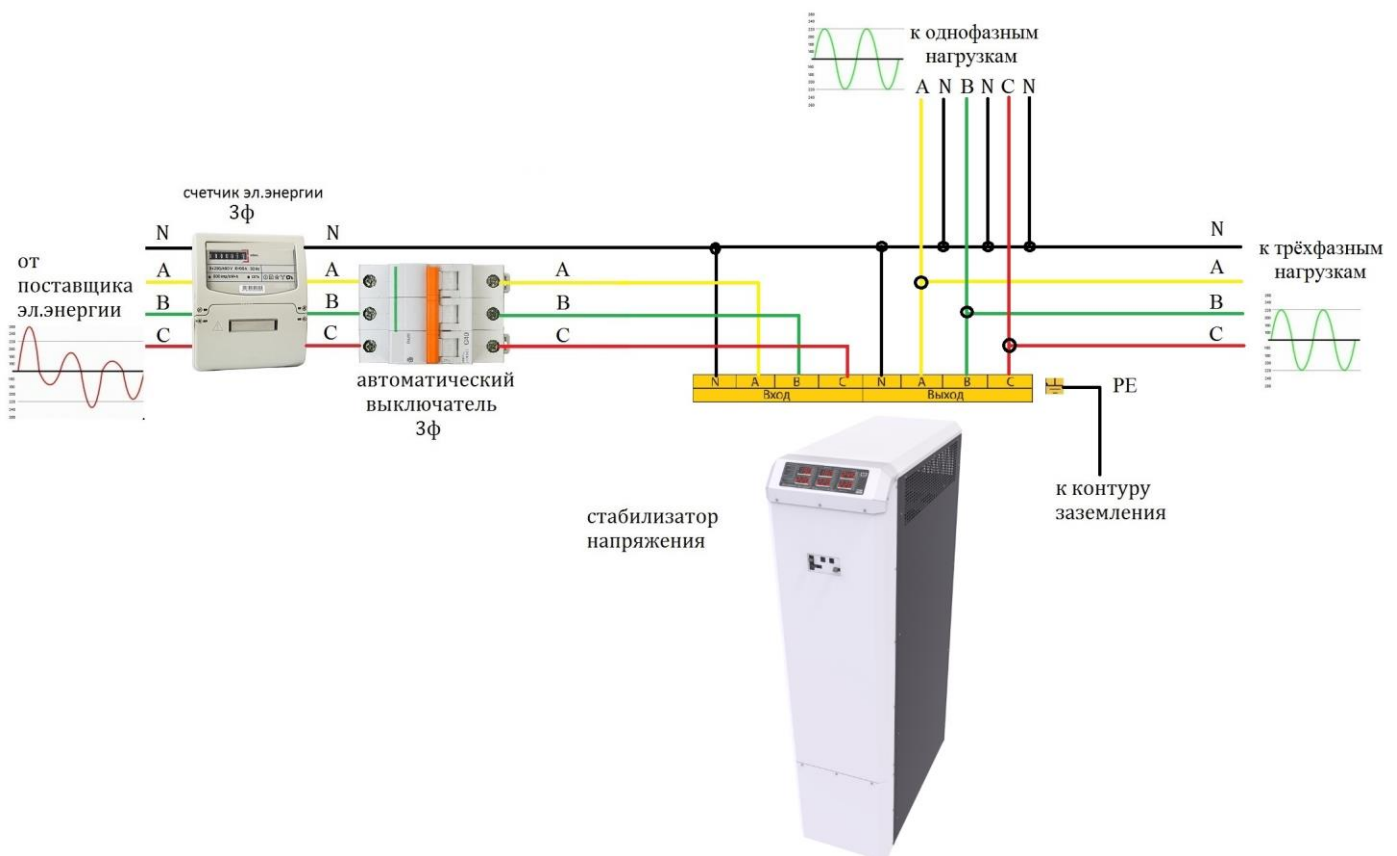 к однофазным
нагрузкам
A N B C N
счетчик эл.энергии
3ф
от
поставщика
эл.энергии
N
A
B
C
N
A
B
C
A
B
C
автоматический
выключатель
3ф
N
A
B
C
к трёхфазным
нагрузкам
N A B C N A B C
Вход Выход
PE
к контуру
заземления
стабилизатор
напряжения